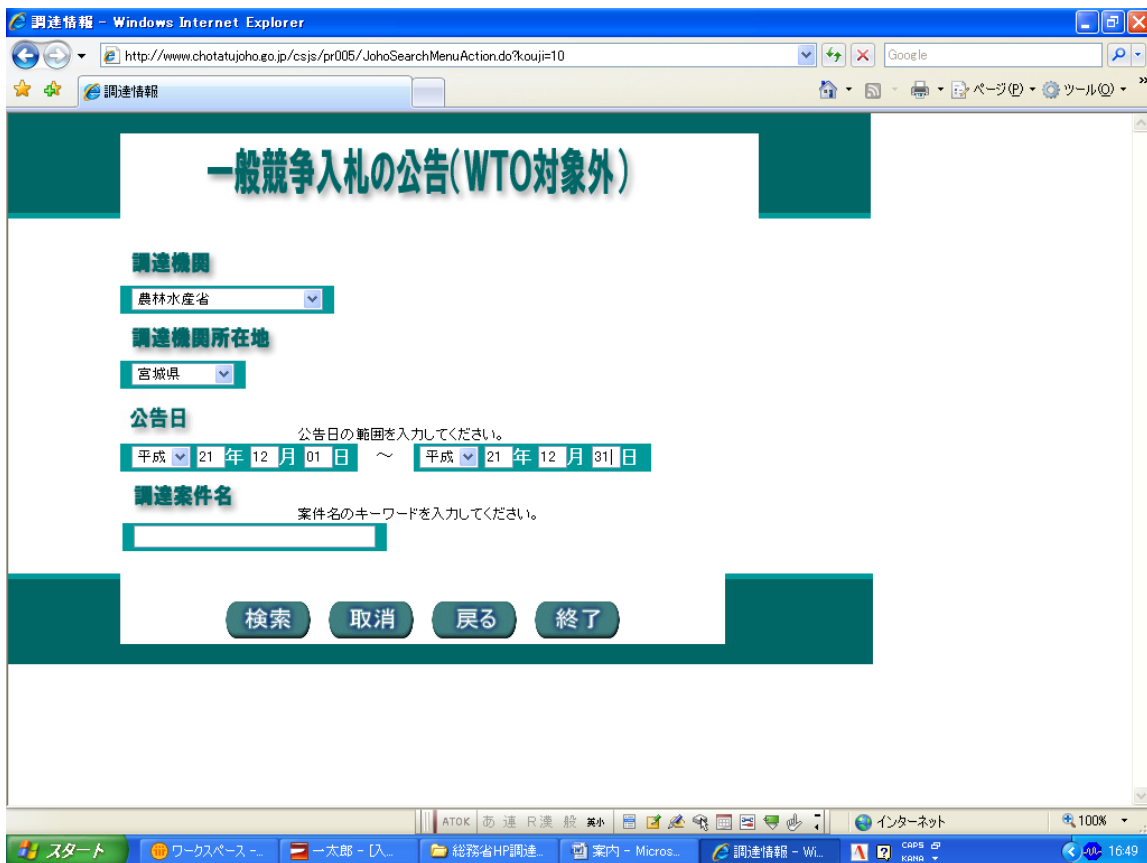 調達情報 - Windows Internet Explorer
http://www.chotatujoho.go.jp/csjs/pr005/JohoSearchMenuAction.do?kouji=10
Google
調達情報
ページ(P)
ツール(O)
一般競争入札の公告(WTO対象外)
調達機関
農林水産省
調達機関所在地
宮城県
公告日
公告日の範囲を入力してください。
平成 21 年 12 月 01 日 ～ 平成 21 年 12 月 31 日
調達案件名
案件名のキーワードを入力してください。
検索 取消 戻る 終了
ATOK あ 連 R漢 般 英小
インターネット
100%
スタート
ワークスペース -...
一太郎 - [入...
総務省HP調達...
案内 - Micros...
調達情報 - Wi...
CAPS
KANA
16:49